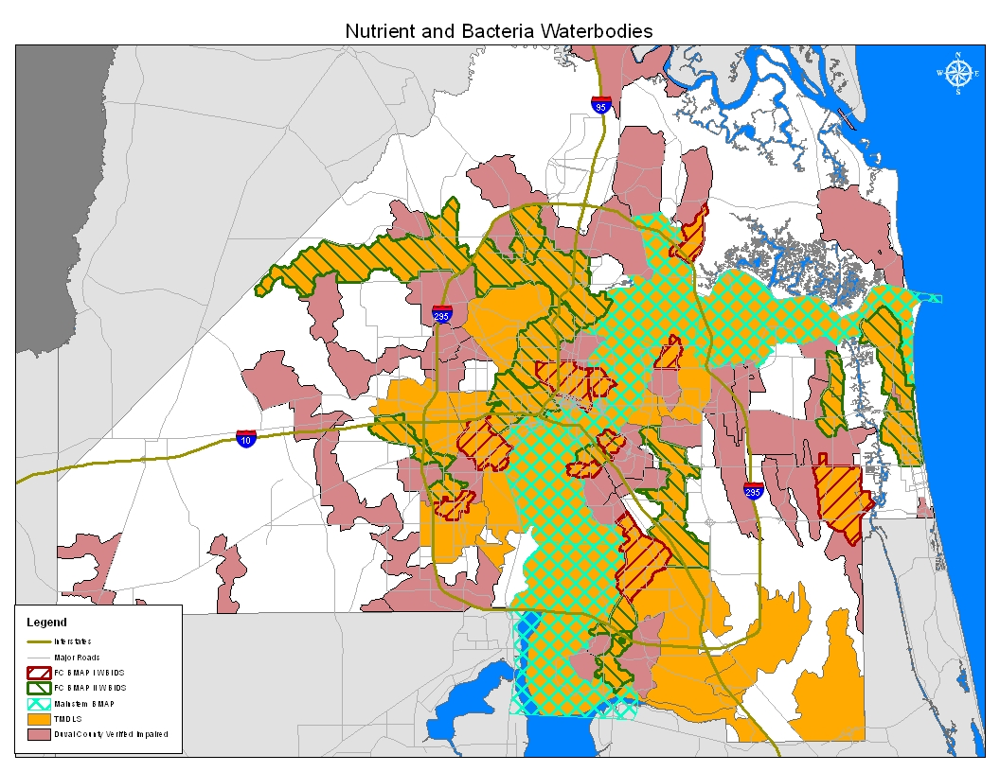 Nutrient and Bacteria Waterbodies
N
W E
S
95
295
10
295
Legend
Interstates
Major Roads
FC BMAP I WBIDS
FC BMAP II WBIDS
Mainstem BMAP
TMDLS
Duval County Verified Impaired